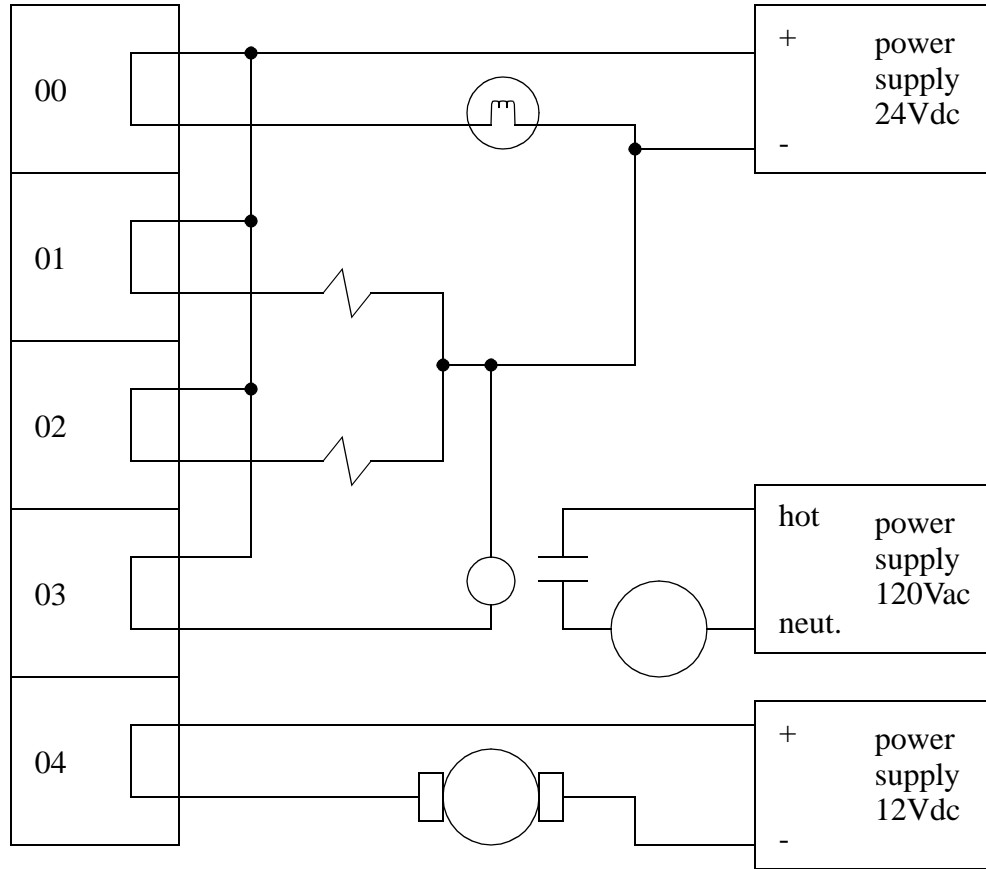 00
+
power
supply
24Vdc
-
01
02
hot
power
supply
120Vac
03
neut.
+
power
04
supply
12Vdc
-